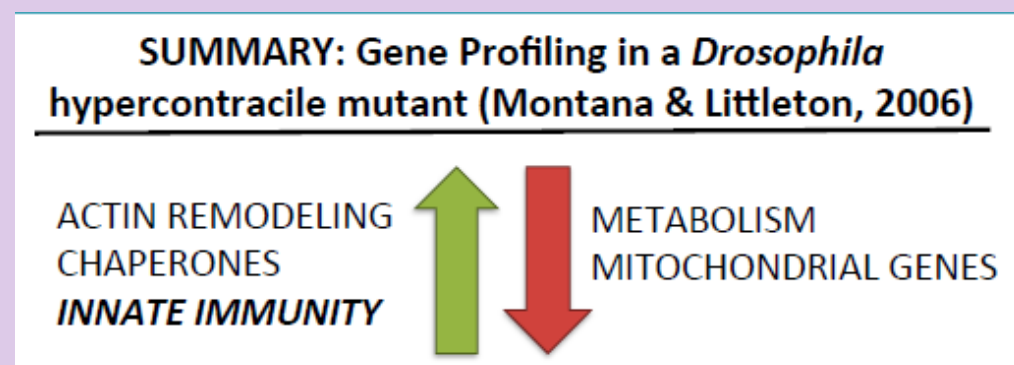 SUMMARY: Gene Profiling in a Drosophila
hypercontracile mutant (Montana & Littleton, 2006)
ACTIN REMODELING
CHAPERONES
INNATE IMMUNITY
METABOLISM
MITOCHONDRIAL GENES